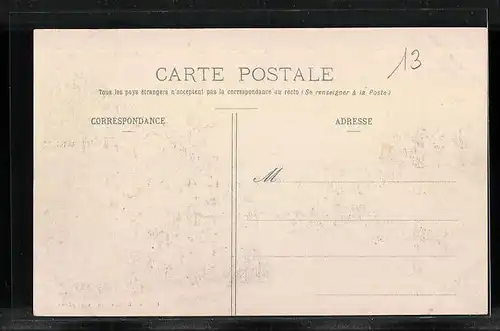 13
CARTE POSTALE
Tous les pays étrangers n'acceptent pas la correspondance au recto (Se renseigner à la Poste)
CORRESPONDANCE
ADRESSE
M